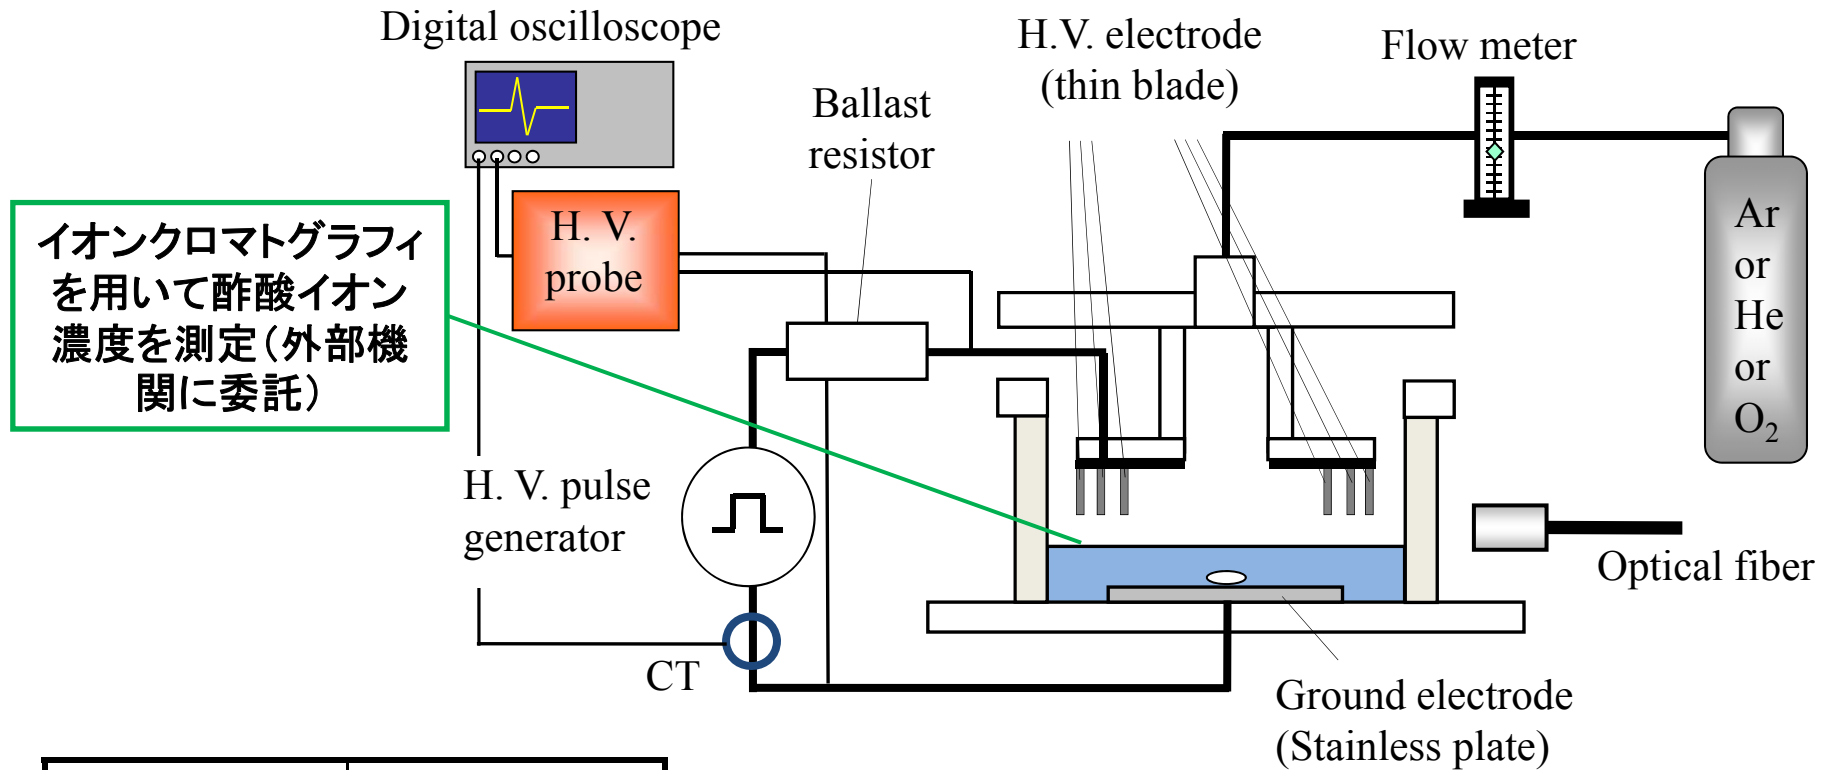 Digital oscilloscope
H.V. electrode
(thin blade)
Flow meter
Ballast
resistor
H. V.
probe
イオンクロマトグラフィ
を用いて酢酸イオン
濃度を測定(外部機
関に委託)
Ar
or
He
or
O₂
H. V. pulse
generator
Optical fiber
CT
Ground electrode
(Stainless plate)